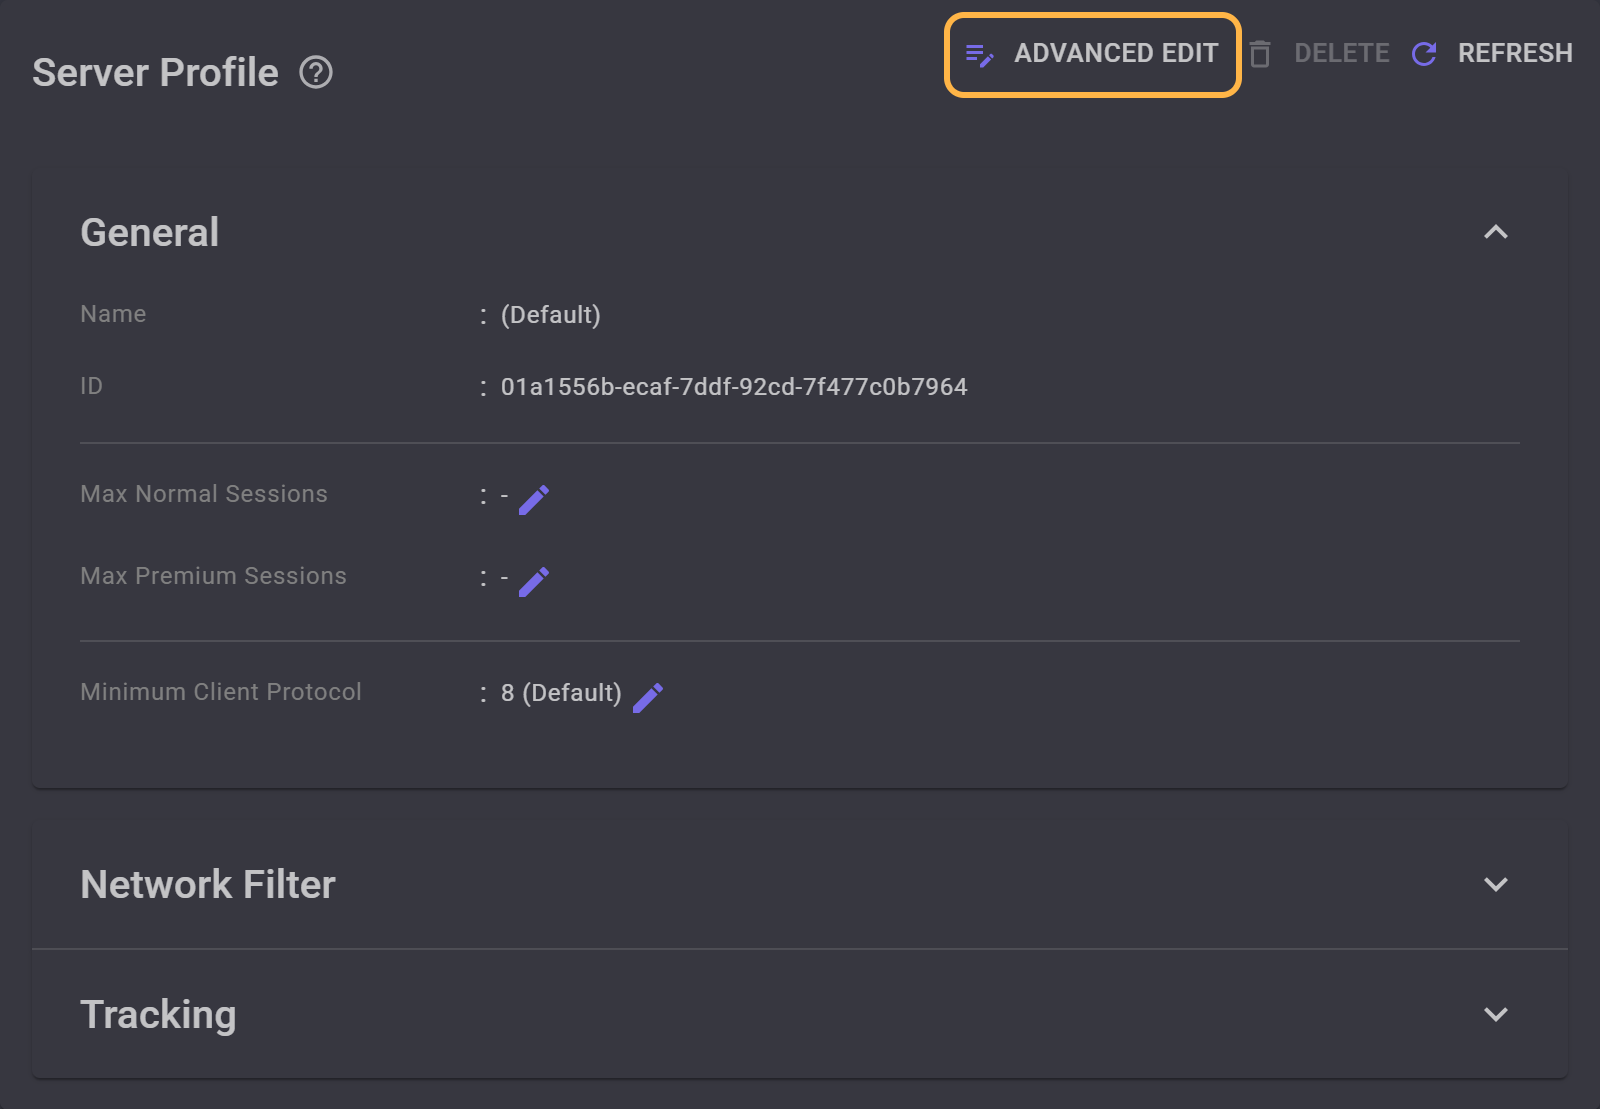 Server Profile
ADVANCED EDIT DELETE REFRESH
General
Name : (Default)
ID : 01a1556b-ecaf-7ddf-92cd-7f477c0b7964
Max Normal Sessions : -
Max Premium Sessions : -
Minimum Client Protocol : 8 (Default)
Network Filter
Tracking